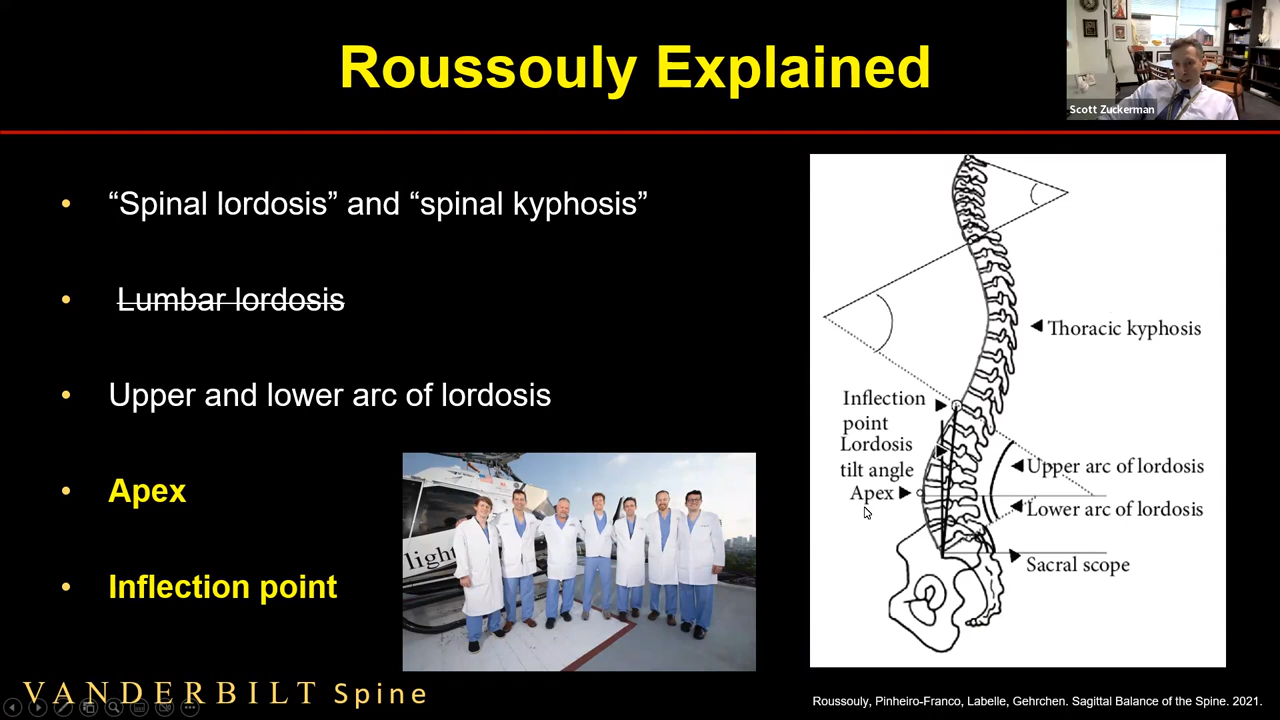 Roussouly Explained
Scott Zuckerman
• “Spinal lordosis” and “spinal kyphosis”
• Lumbar lordosis
• Upper and lower arc of lordosis
• Apex
• Inflection point
light
Thoracic kyphosis
Inflection
point
Lordosis
tilt angle
Apex
Upper arc of lordosis
Lower arc of lordosis
Sacral scope
VANDERBILT Spine
Roussouly, Pinheiro-Franco, Labelle, Gehrchen. Sagittal Balance of the Spine. 2021.